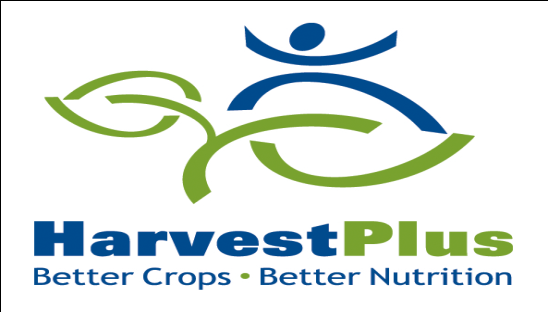 HarvestPlus
Better Crops • Better Nutrition